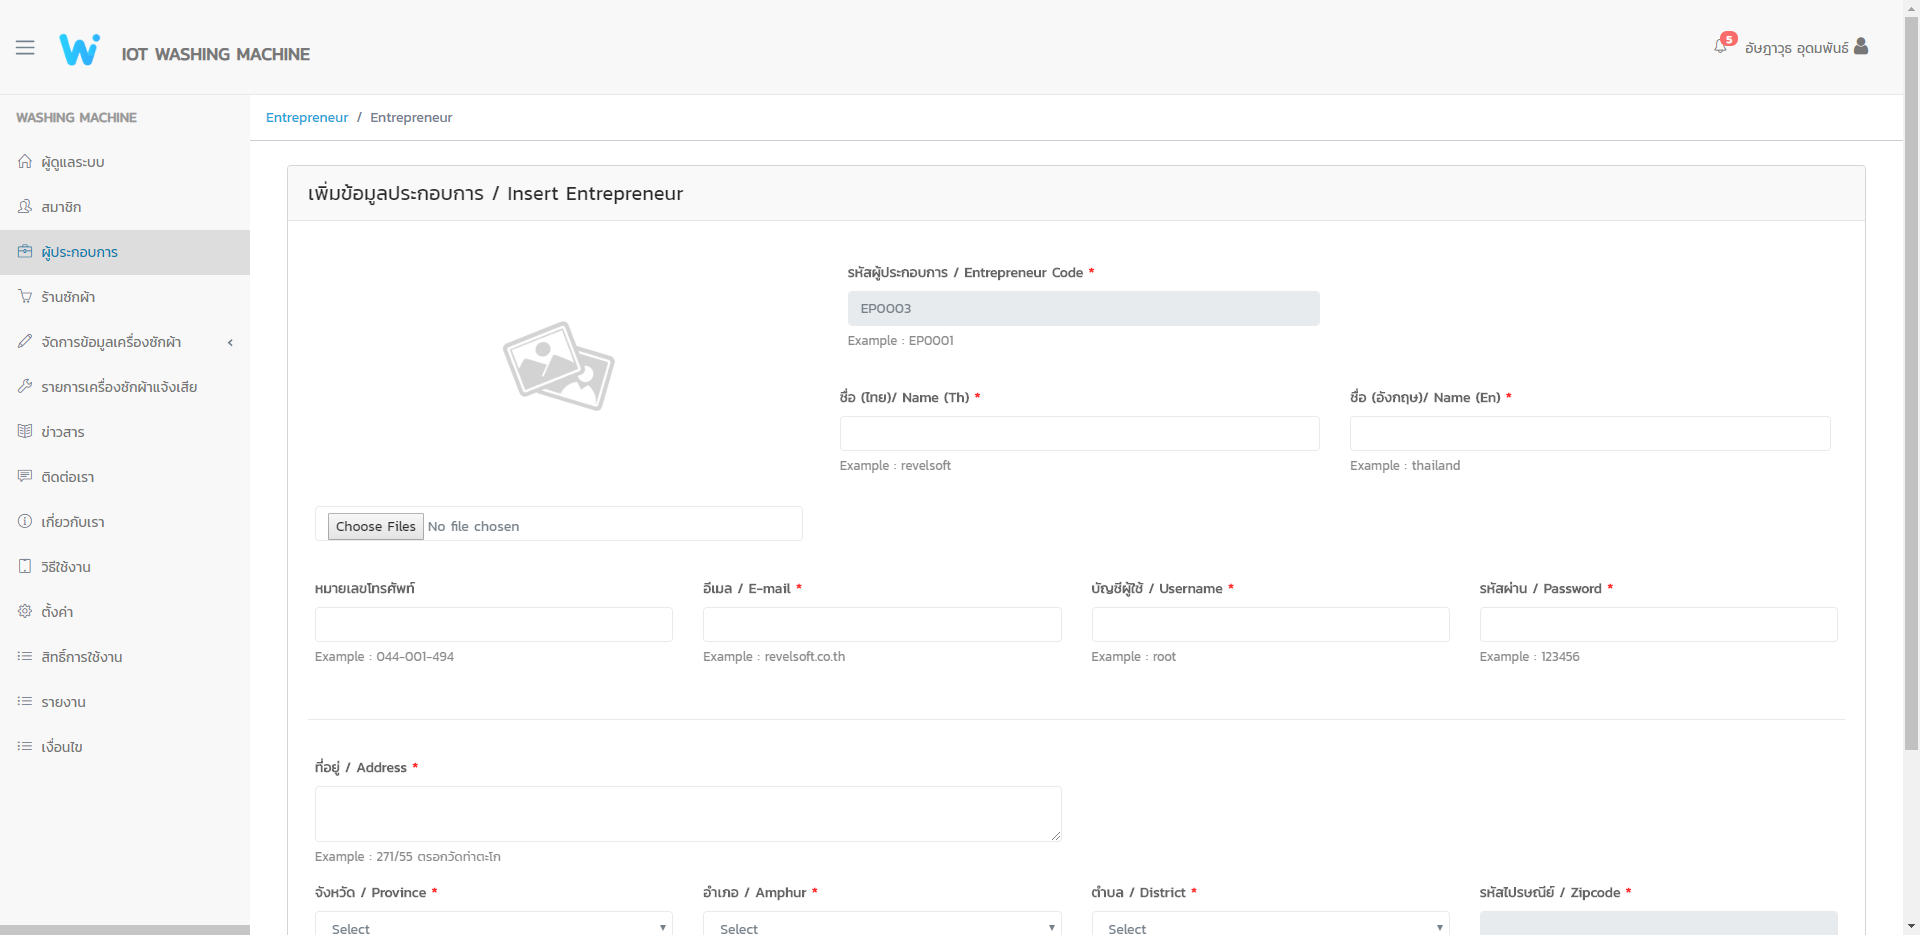 IOT WASHING MACHINE
5
อัษฎาวุธ อุดมพันธ์
WASHING MACHINE
ผู้ดูแลระบบ
สมาชิก
ผู้ประกอบการ
ร้านซักผ้า
จัดการข้อมูลเครื่องซักผ้า
รายการเครื่องซักผ้าแจ้งเสีย
ข่าวสาร
ติดต่อเรา
เกี่ยวกับเรา
วิธีใช้งาน
ตั้งค่า
สิทธิ์การใช้งาน
รายงาน
เงื่อนไข
Entrepreneur / Entrepreneur
เพิ่มข้อมูลประกอบการ / Insert Entrepreneur
รหัสผู้ประกอบการ / Entrepreneur Code *
EP0003
Example : EP0001
ชื่อ (ไทย)/ Name (Th) *
Example : revelsoft
ชื่อ (อังกฤษ)/ Name (En) *
Example : thailand
Choose Files No file chosen
หมายเลขโทรศัพท์
Example : 044-001-494
อีเมล / E-mail *
Example : revelsoft.co.th
บัญชีผู้ใช้ / Username *
Example : root
รหัสผ่าน / Password *
Example : 123456
ที่อยู่ / Address *
Example : 271/55 ตรอกวัดท่าตะโก
จังหวัด / Province *
Select
อำเภอ / Amphur *
Select
ตำบล / District *
Select
รหัสไปรษณีย์ / Zipcode *